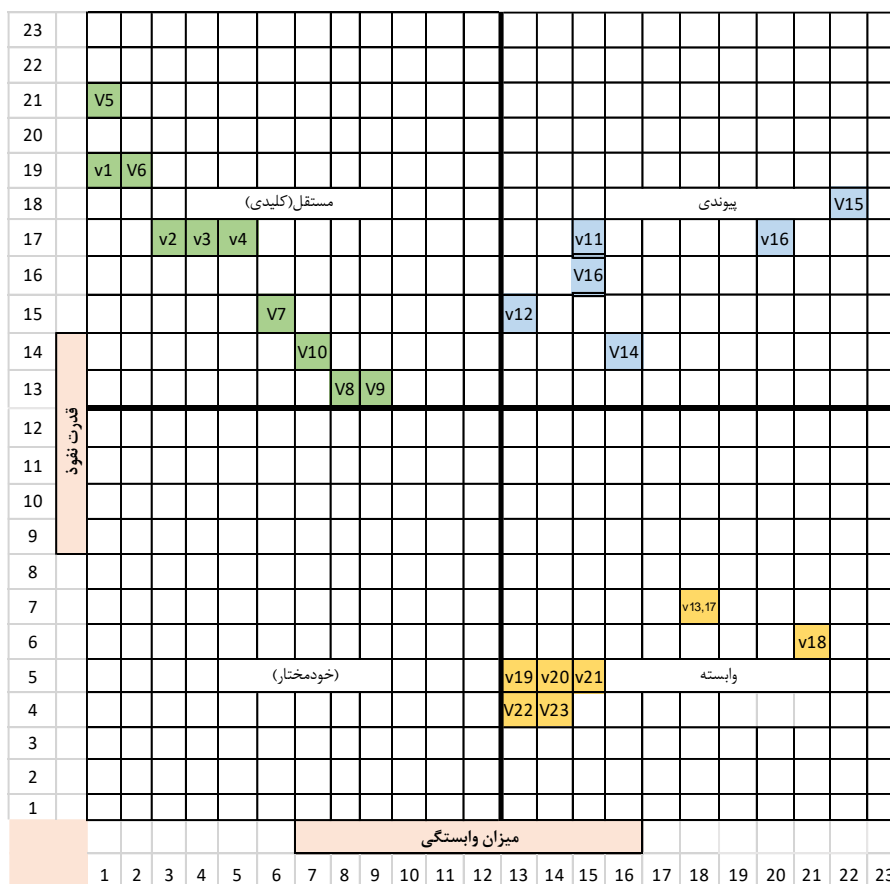 23
22
21 V5
20
19 v1 V6
18 مستقل(کلیدی) پیوندی V15
17 v2 v3 v4 v11 v16
16 V16
15 V7 v12
14 V10 V14
13 V8 V9
قدرت نفوذ
12
11
10
9
8
7 v13,17
6 v18
5 (خودمختار) v19 v20 v21 وابسته
4 V22 V23
3
2
1
میزان وابستگی
1 2 3 4 5 6 7 8 9 10 11 12 13 14 15 16 17 18 19 20 21 22 23